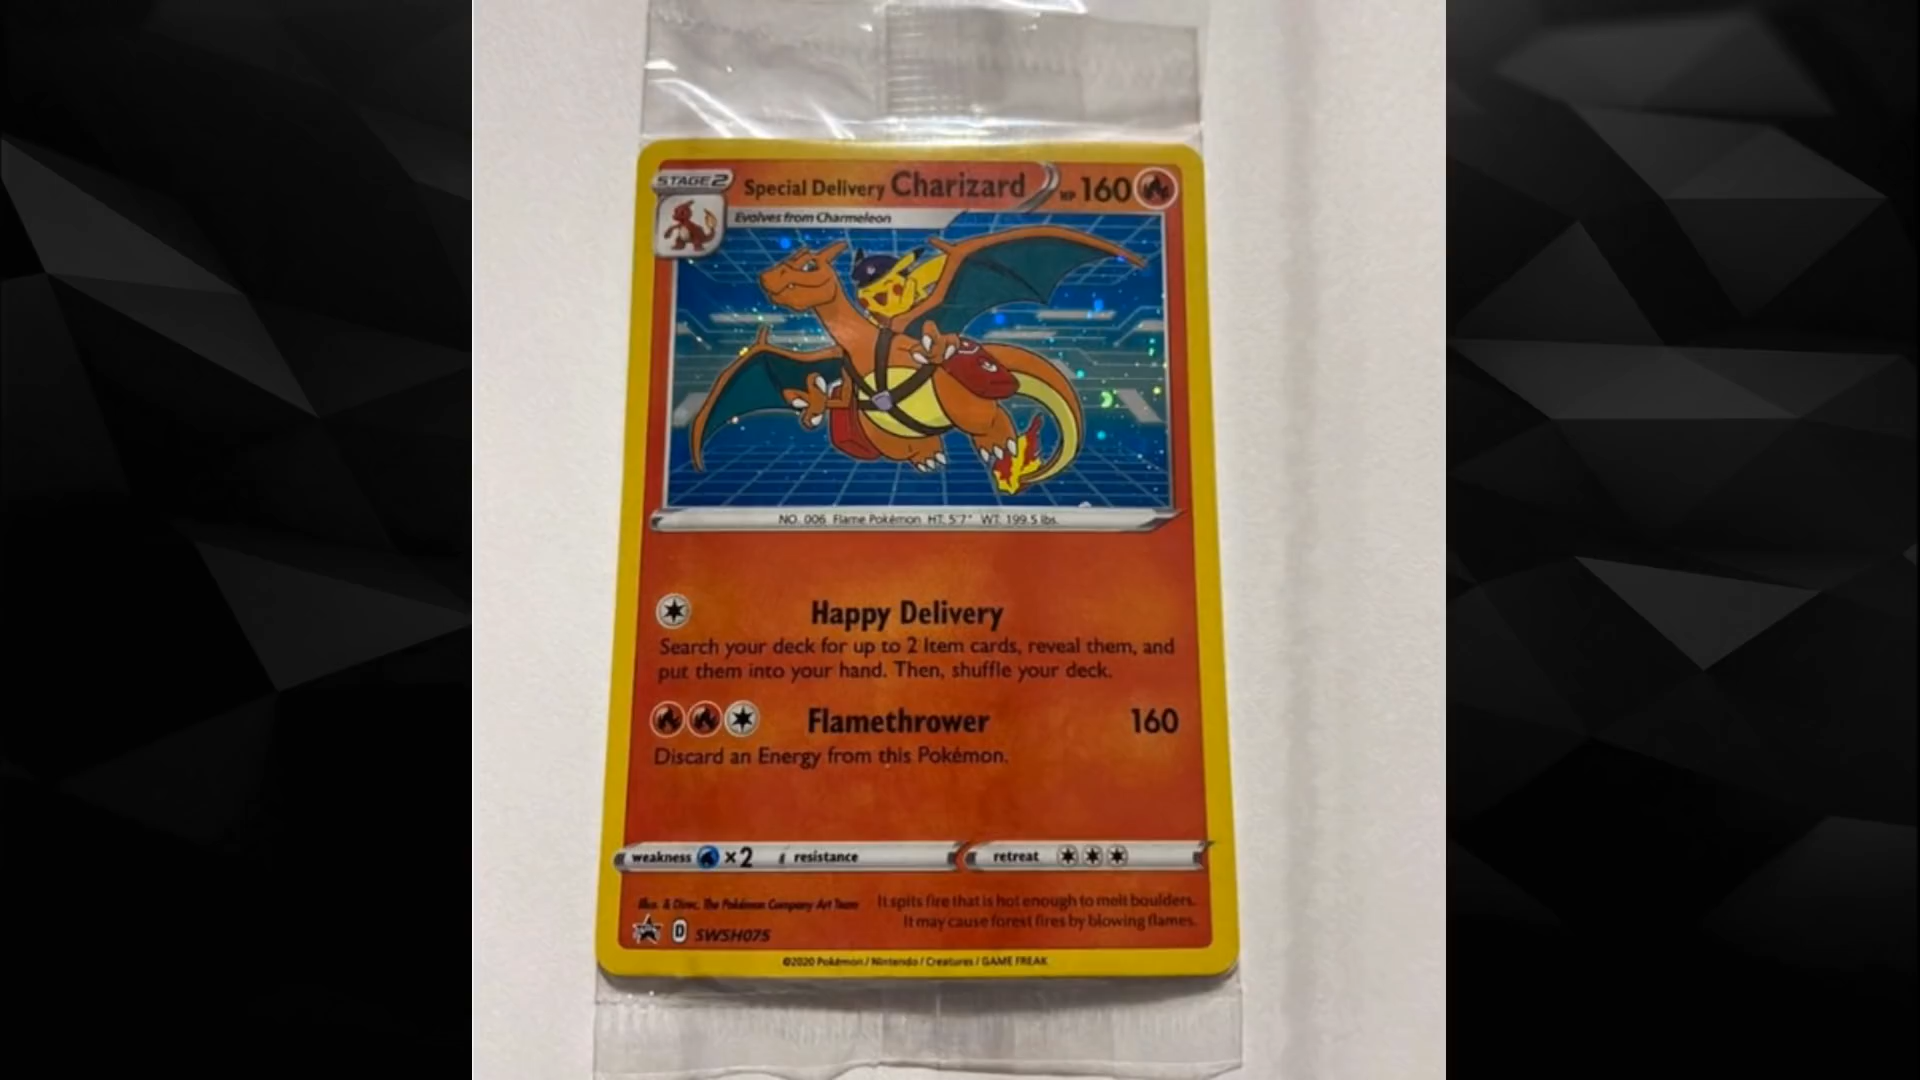 STAGE 2
Special Delivery Charizard HP 160
Evolves from Charmeleon
NO. 006 Flame Pokémon HT. 5'7" WT. 199.5 lbs.
Happy Delivery
Search your deck for up to 2 Item cards, reveal them, and
put them into your hand. Then, shuffle your deck.
Flamethrower 160
Discard an Energy from this Pokémon.
weakness ×2 resistance retreat
Illus. & Direc. The Pokémon Company Art Team
It spits fire that is hot enough to melt boulders.
It may cause forest fires by blowing flames.
D SWSH075
©2020 Pokémon / Nintendo / Creatures / GAME FREAK